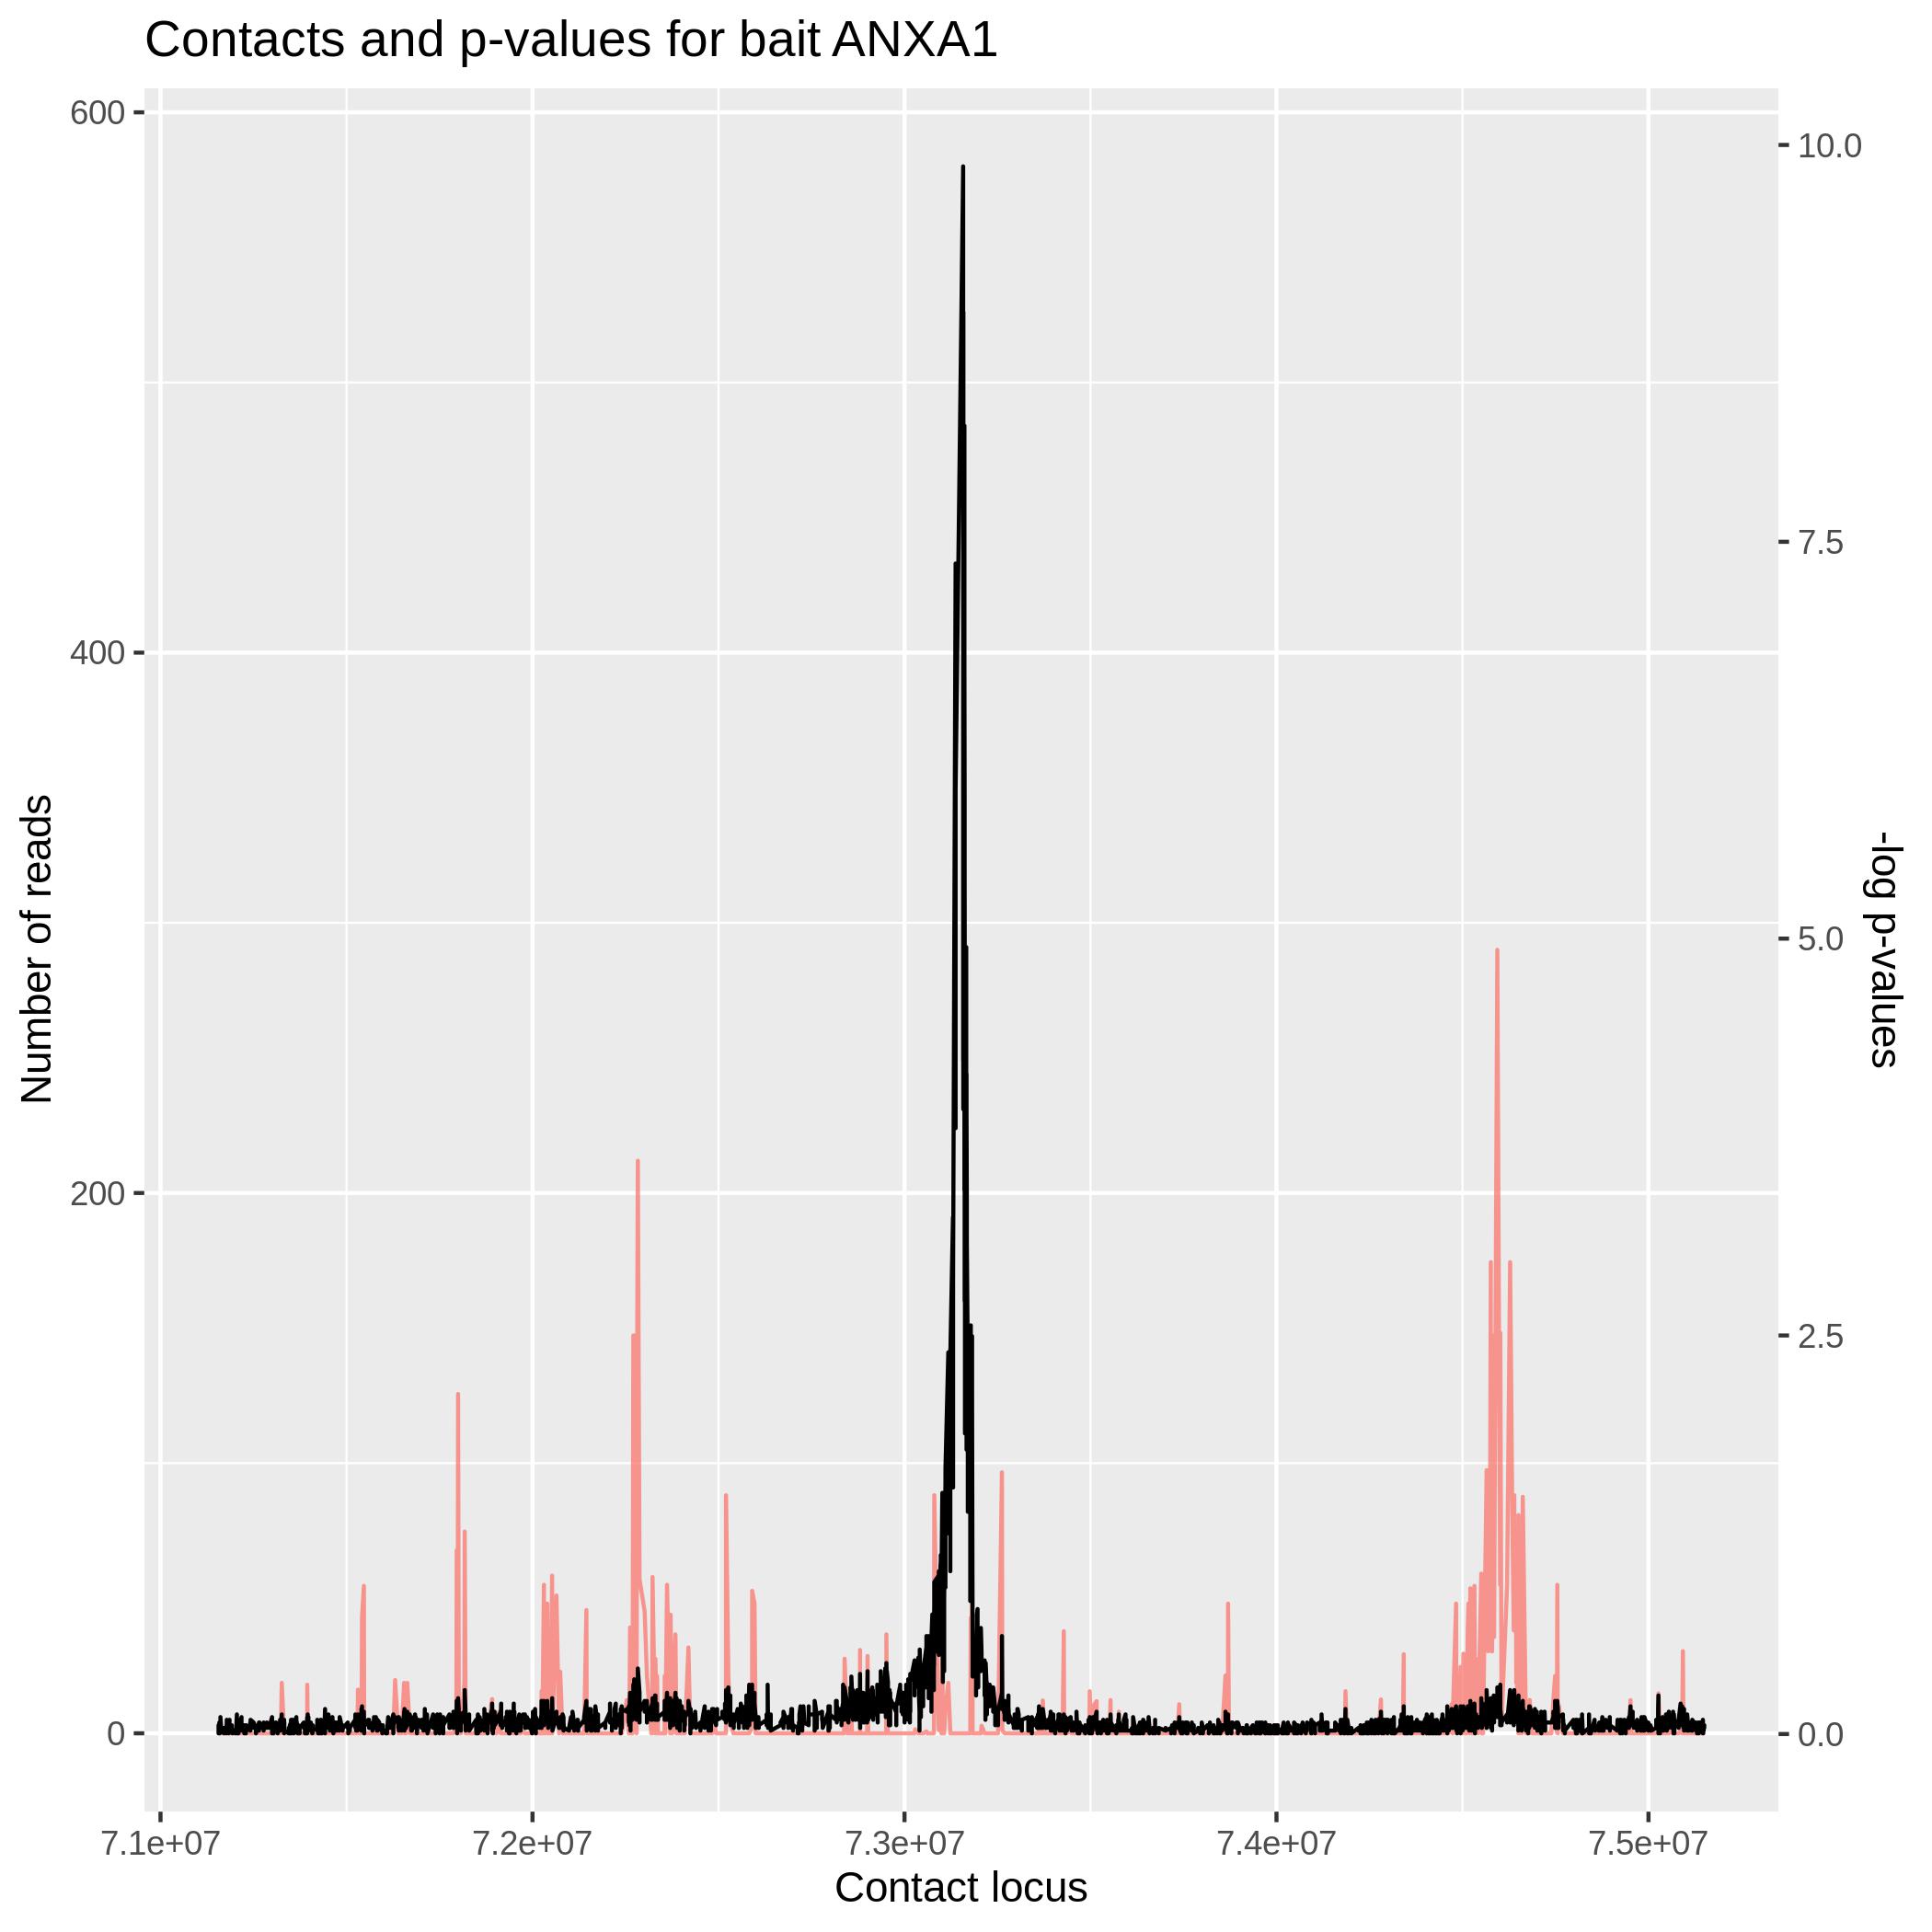 Contacts and p-values for bait ANXA1
600
400
200
0
Number of reads
10.0
7.5
5.0
2.5
0.0
-log p-values
7.1e+07
7.2e+07
7.3e+07
7.4e+07
7.5e+07
Contact locus